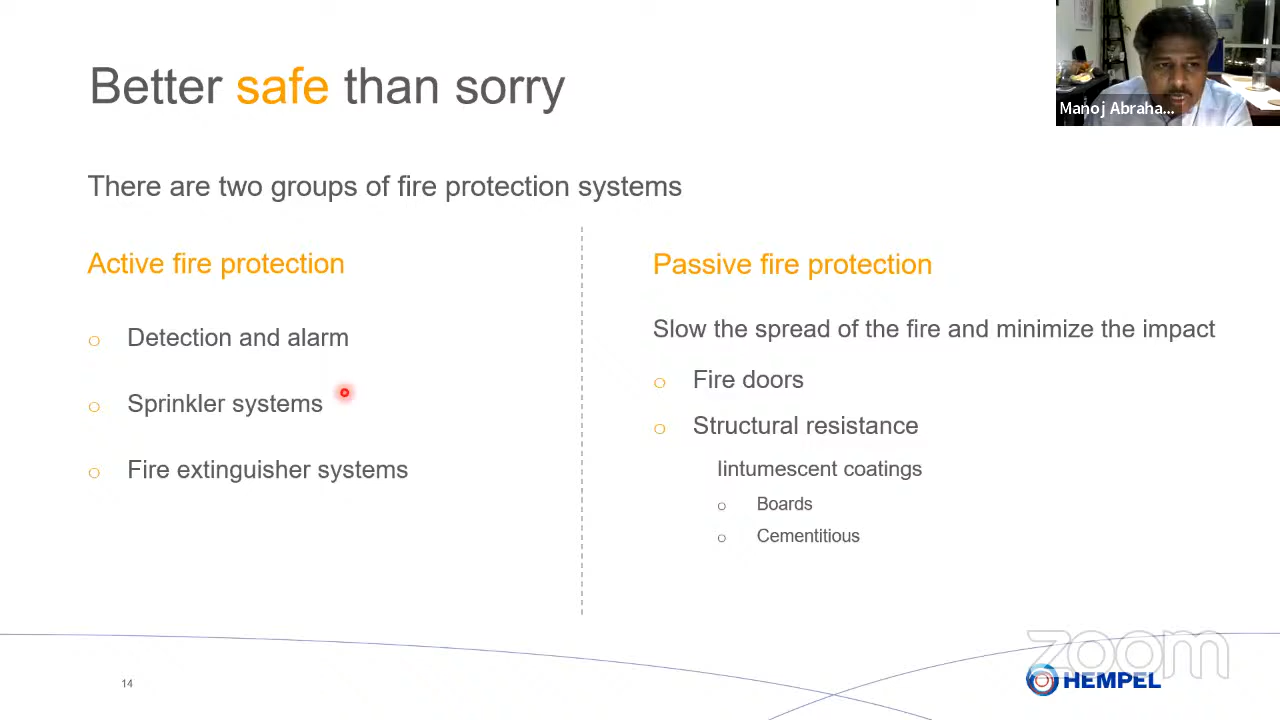 Better safe than sorry
Manoj Abraha...
There are two groups of fire protection systems
Active fire protection
o Detection and alarm
o Sprinkler systems
o Fire extinguisher systems
Passive fire protection
Slow the spread of the fire and minimize the impact
o Fire doors
o Structural resistance
Iintumescent coatings
o Boards
o Cementitious
14
zoom
HEMPEL